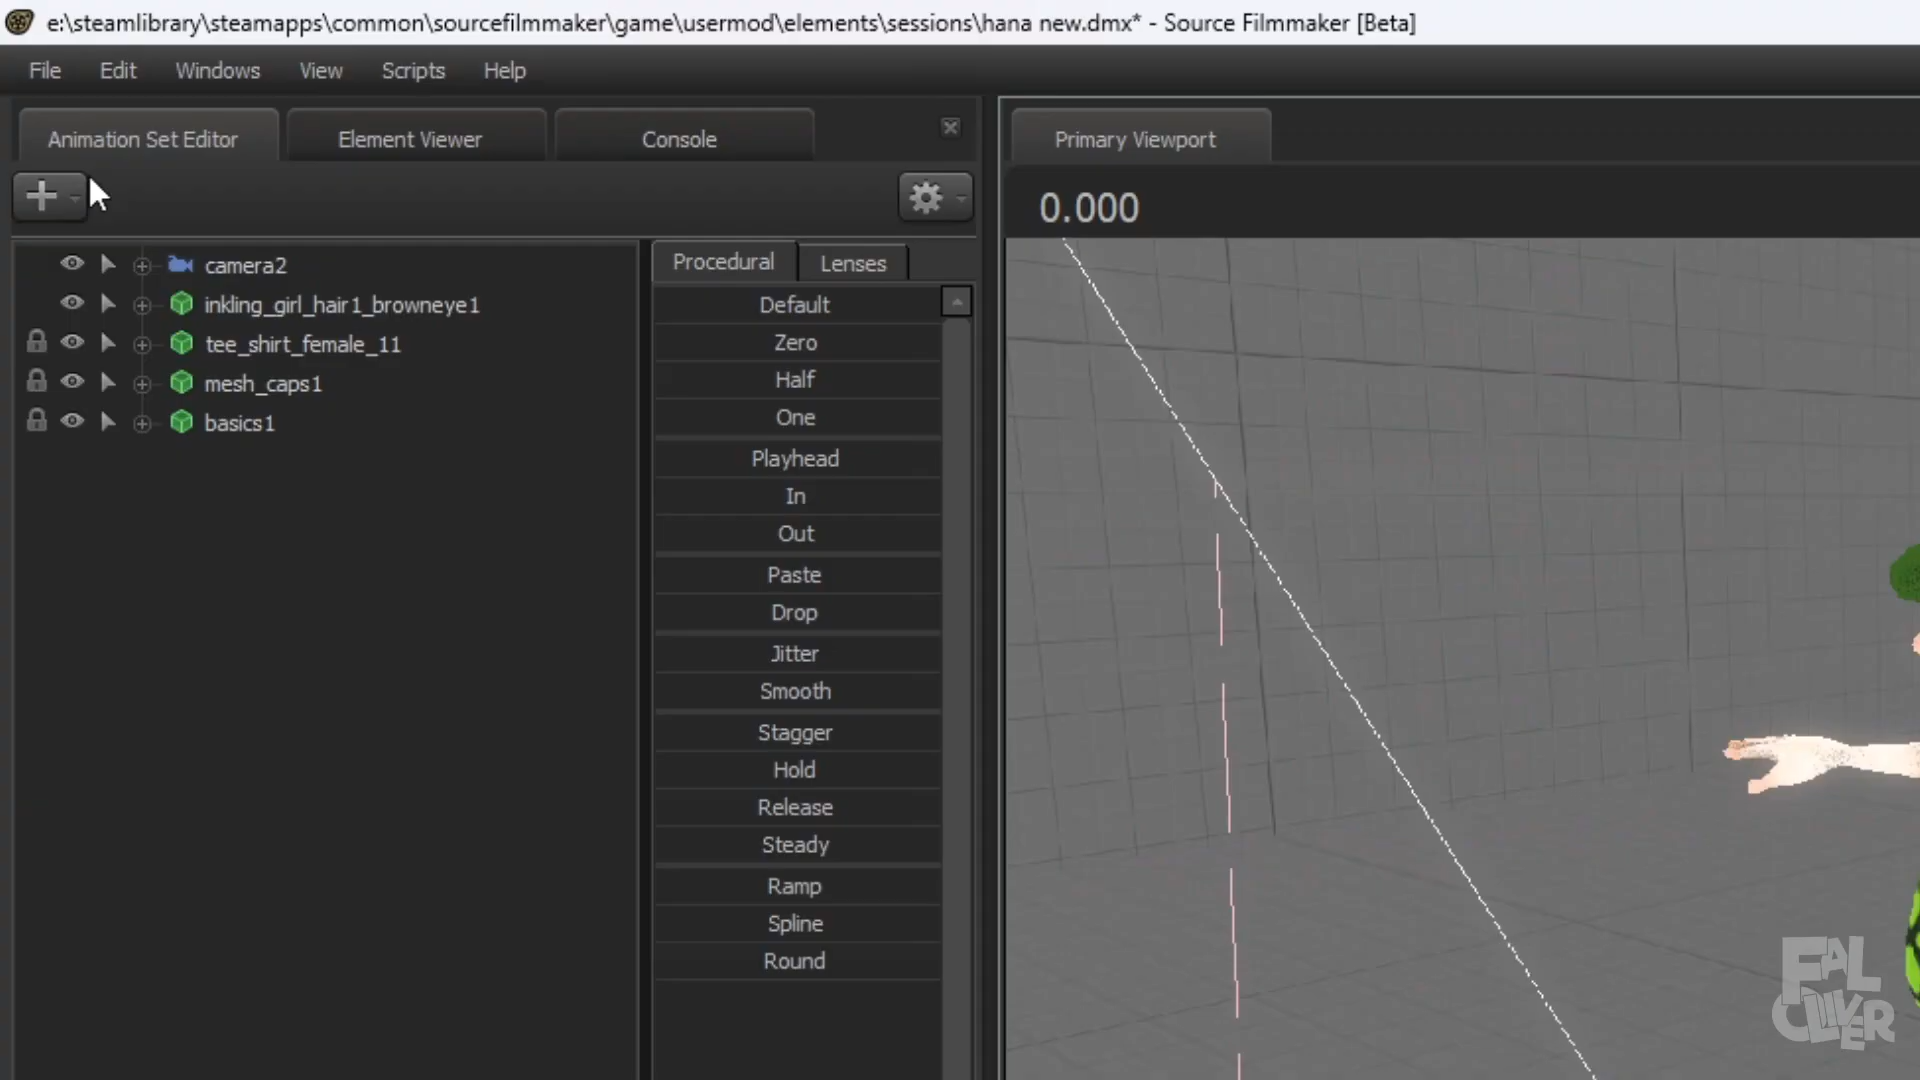 e:\steamlibrary\steamapps\common\sourcefilmmaker\game\usermod\elements\sessions\hana new.dmx* - Source Filmmaker [Beta]
File Edit Windows View Scripts Help
Animation Set Editor Element Viewer Console Primary Viewport
0.000
camera2
inkling_girl_hair1_browneye1
tee_shirt_female_11
mesh_caps1
basics1
Procedural Lenses
Default
Zero
Half
One
Playhead
In
Out
Paste
Drop
Jitter
Smooth
Stagger
Hold
Release
Steady
Ramp
Spline
Round
FAL
CLIVER